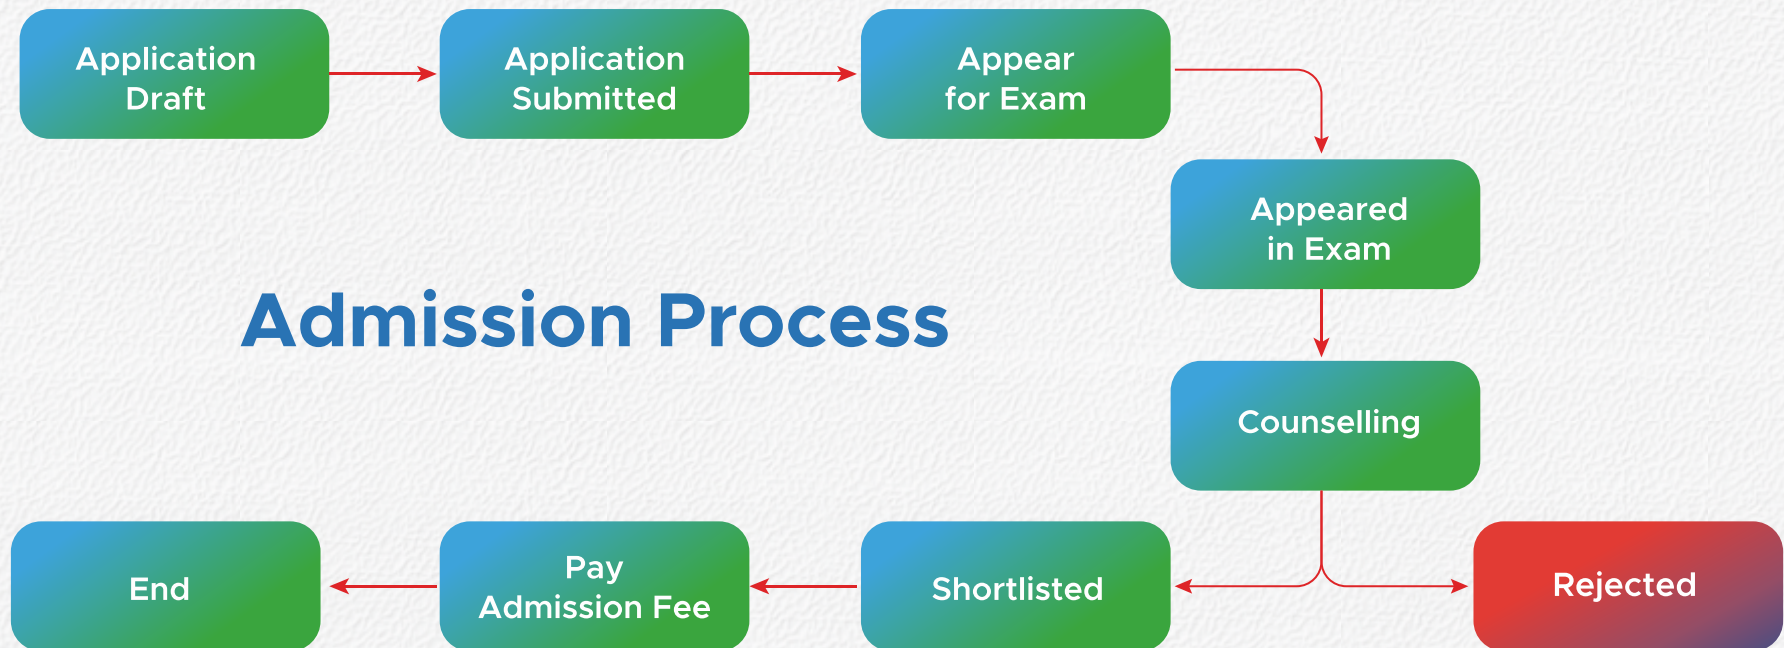 Application
Draft
Application
Submitted
Appear
for Exam
Appeared
in Exam
Admission Process
Counselling
End
Pay
Admission Fee
Shortlisted
Rejected